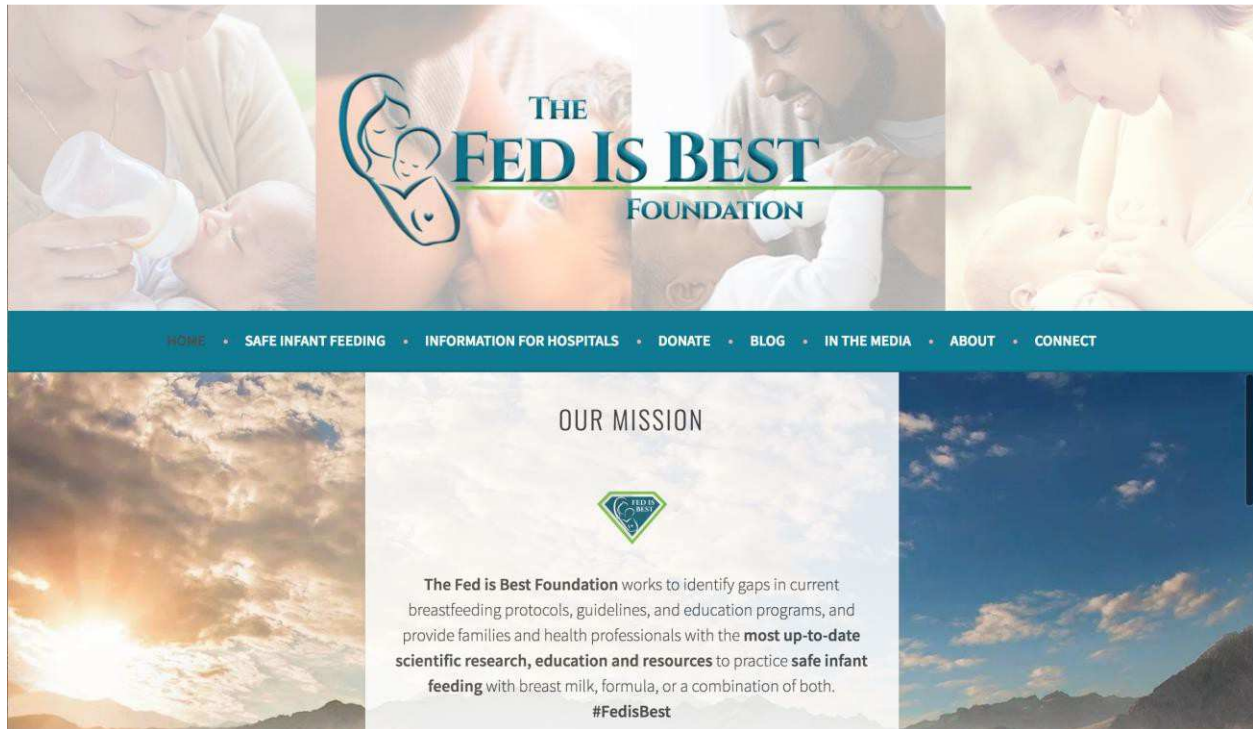 THE
FED IS BEST
FOUNDATION
HOME • SAFE INFANT FEEDING • INFORMATION FOR HOSPITALS • DONATE • BLOG • IN THE MEDIA • ABOUT • CONNECT
OUR MISSION
FED IS
BEST
The Fed is Best Foundation works to identify gaps in current
breastfeeding protocols, guidelines, and education programs, and
provide families and health professionals with the most up-to-date
scientific research, education and resources to practice safe infant
feeding with breast milk, formula, or a combination of both.
#FedisBest